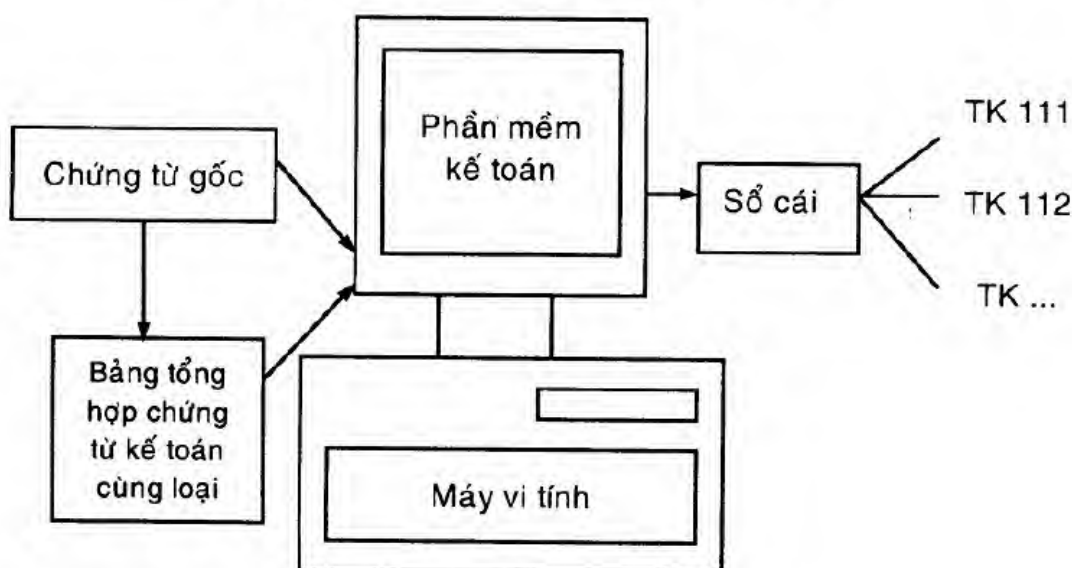 Chứng từ gốc
Bảng tổng
hợp chứng
từ kế toán
cùng loại
Phần mềm
kế toán
Máy vi tính
Sổ cái
TK 111
TK 112
TK ...